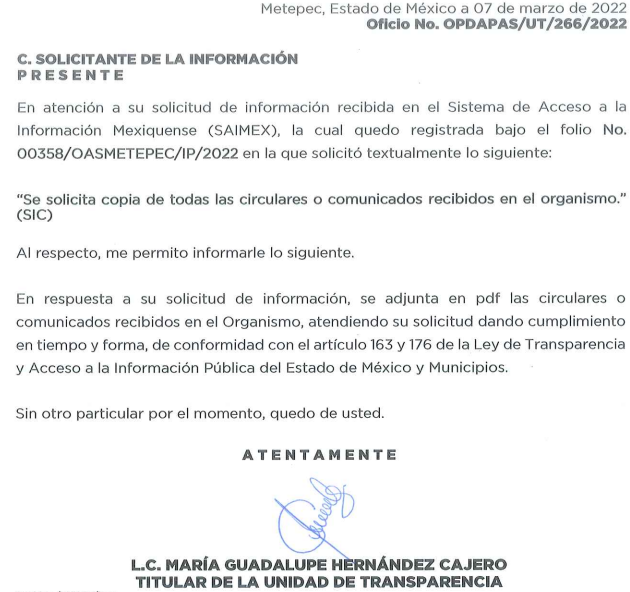 Metepec, Estado de México a 07 de marzo de 2022
Oficio No. OPDAPAS/UT/266/2022
C. SOLICITANTE DE LA INFORMACIÓN
P R E S E N T E
En atención a su solicitud de información recibida en el Sistema de Acceso a la
Información Mexiquense (SAIMEX), la cual quedo registrada bajo el folio No.
00358/OASMETEPEC/IP/2022 en la que solicitó textualmente lo siguiente:
“Se solicita copia de todas las circulares o comunicados recibidos en el organismo.”
(SIC)
Al respecto, me permito informarle lo siguiente.
En respuesta a su solicitud de información, se adjunta en pdf las circulares o
comunicados recibidos en el Organismo, atendiendo su solicitud dando cumplimiento
en tiempo y forma, de conformidad con el artículo 163 y 176 de la Ley de Transparencia
y Acceso a la Información Pública del Estado de México y Municipios.
Sin otro particular por el momento, quedo de usted.
A T E N T A M E N T E
L.C. MARÍA GUADALUPE HERNÁNDEZ CAJERO
TITULAR DE LA UNIDAD DE TRANSPARENCIA